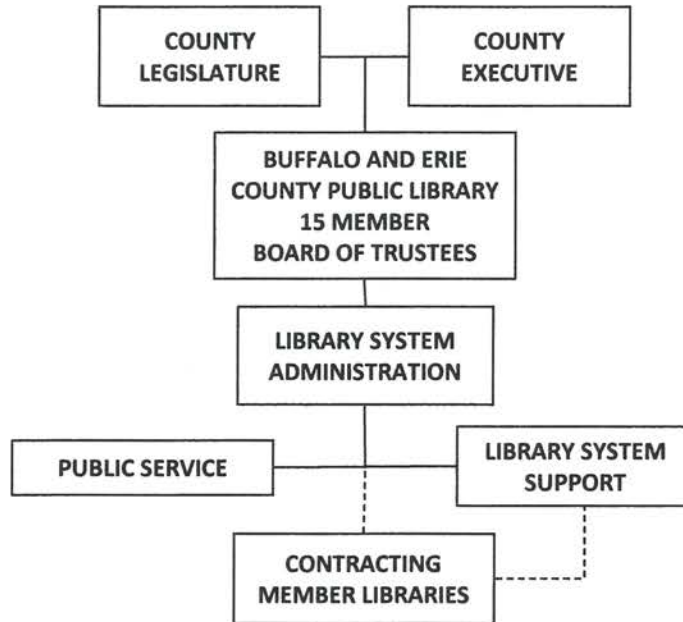 COUNTY
LEGISLATURE
COUNTY
EXECUTIVE
BUFFALO AND ERIE
COUNTY PUBLIC LIBRARY
15 MEMBER
BOARD OF TRUSTEES
LIBRARY SYSTEM
ADMINISTRATION
PUBLIC SERVICE
LIBRARY SYSTEM
SUPPORT
CONTRACTING
MEMBER LIBRARIES